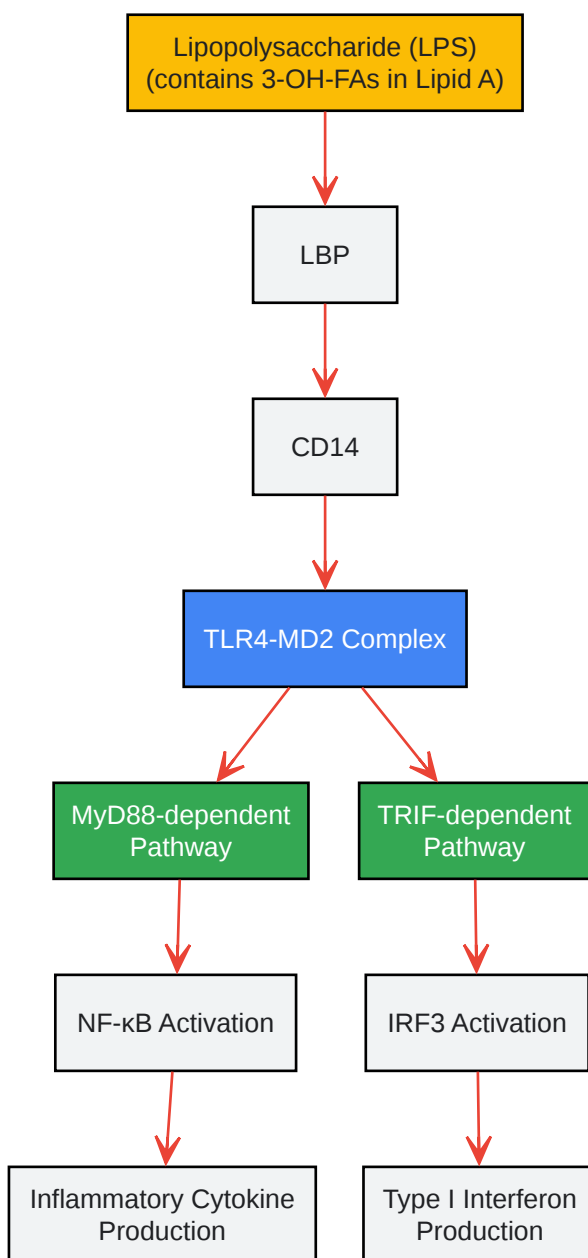 Lipopolysaccharide (LPS)
(contains 3-OH-FAs in Lipid A)
LBP
CD14
TLR4-MD2 Complex
MyD88-dependent
Pathway
TRIF-dependent
Pathway
NF-κB Activation
IRF3 Activation
Inflammatory Cytokine
Production
Type I Interferon
Production